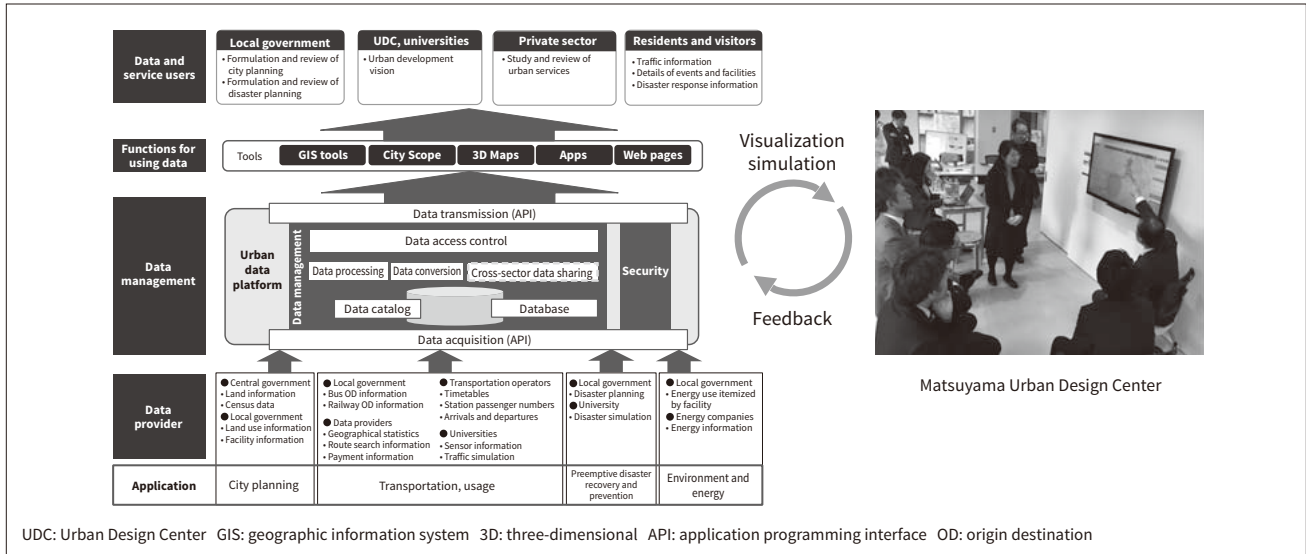 Data and
service users
Local government
• Formulation and review of
city planning
• Formulation and review of
disaster planning
UDC, universities
• Urban development
vision
Private sector
• Study and review of
urban services
Residents and visitors
• Traffic information
• Details of events and facilities
• Disaster response information
Functions for
using data
Tools
GIS tools
City Scope
3D Maps
Apps
Web pages
Visualization
simulation
Feedback
Data
management
Urban
data
platform
Data transmission (API)
Data management
Data access control
Data processing
Data conversion
Cross-sector data sharing
Data catalog
Database
Security
Data acquisition (API)
Matsuyama Urban Design Center
Data
provider
● Central government
• Land information
• Census data
● Local government
• Land use information
• Facility information
● Local government
• Bus OD information
• Railway OD information
● Data providers
• Geographical statistics
• Route search information
• Payment information
● Transportation operators
• Timetables
• Station passenger numbers
• Arrivals and departures
● Universities
• Sensor information
• Traffic simulation
● Local government
• Disaster planning
● University
• Disaster simulation
● Local government
• Energy use itemized
by facility
● Energy companies
• Energy information
Application
City planning
Transportation, usage
Preemptive disaster
recovery and
prevention
Environment and
energy
UDC: Urban Design Center GIS: geographic information system 3D: three-dimensional API: application programming interface OD: origin destination